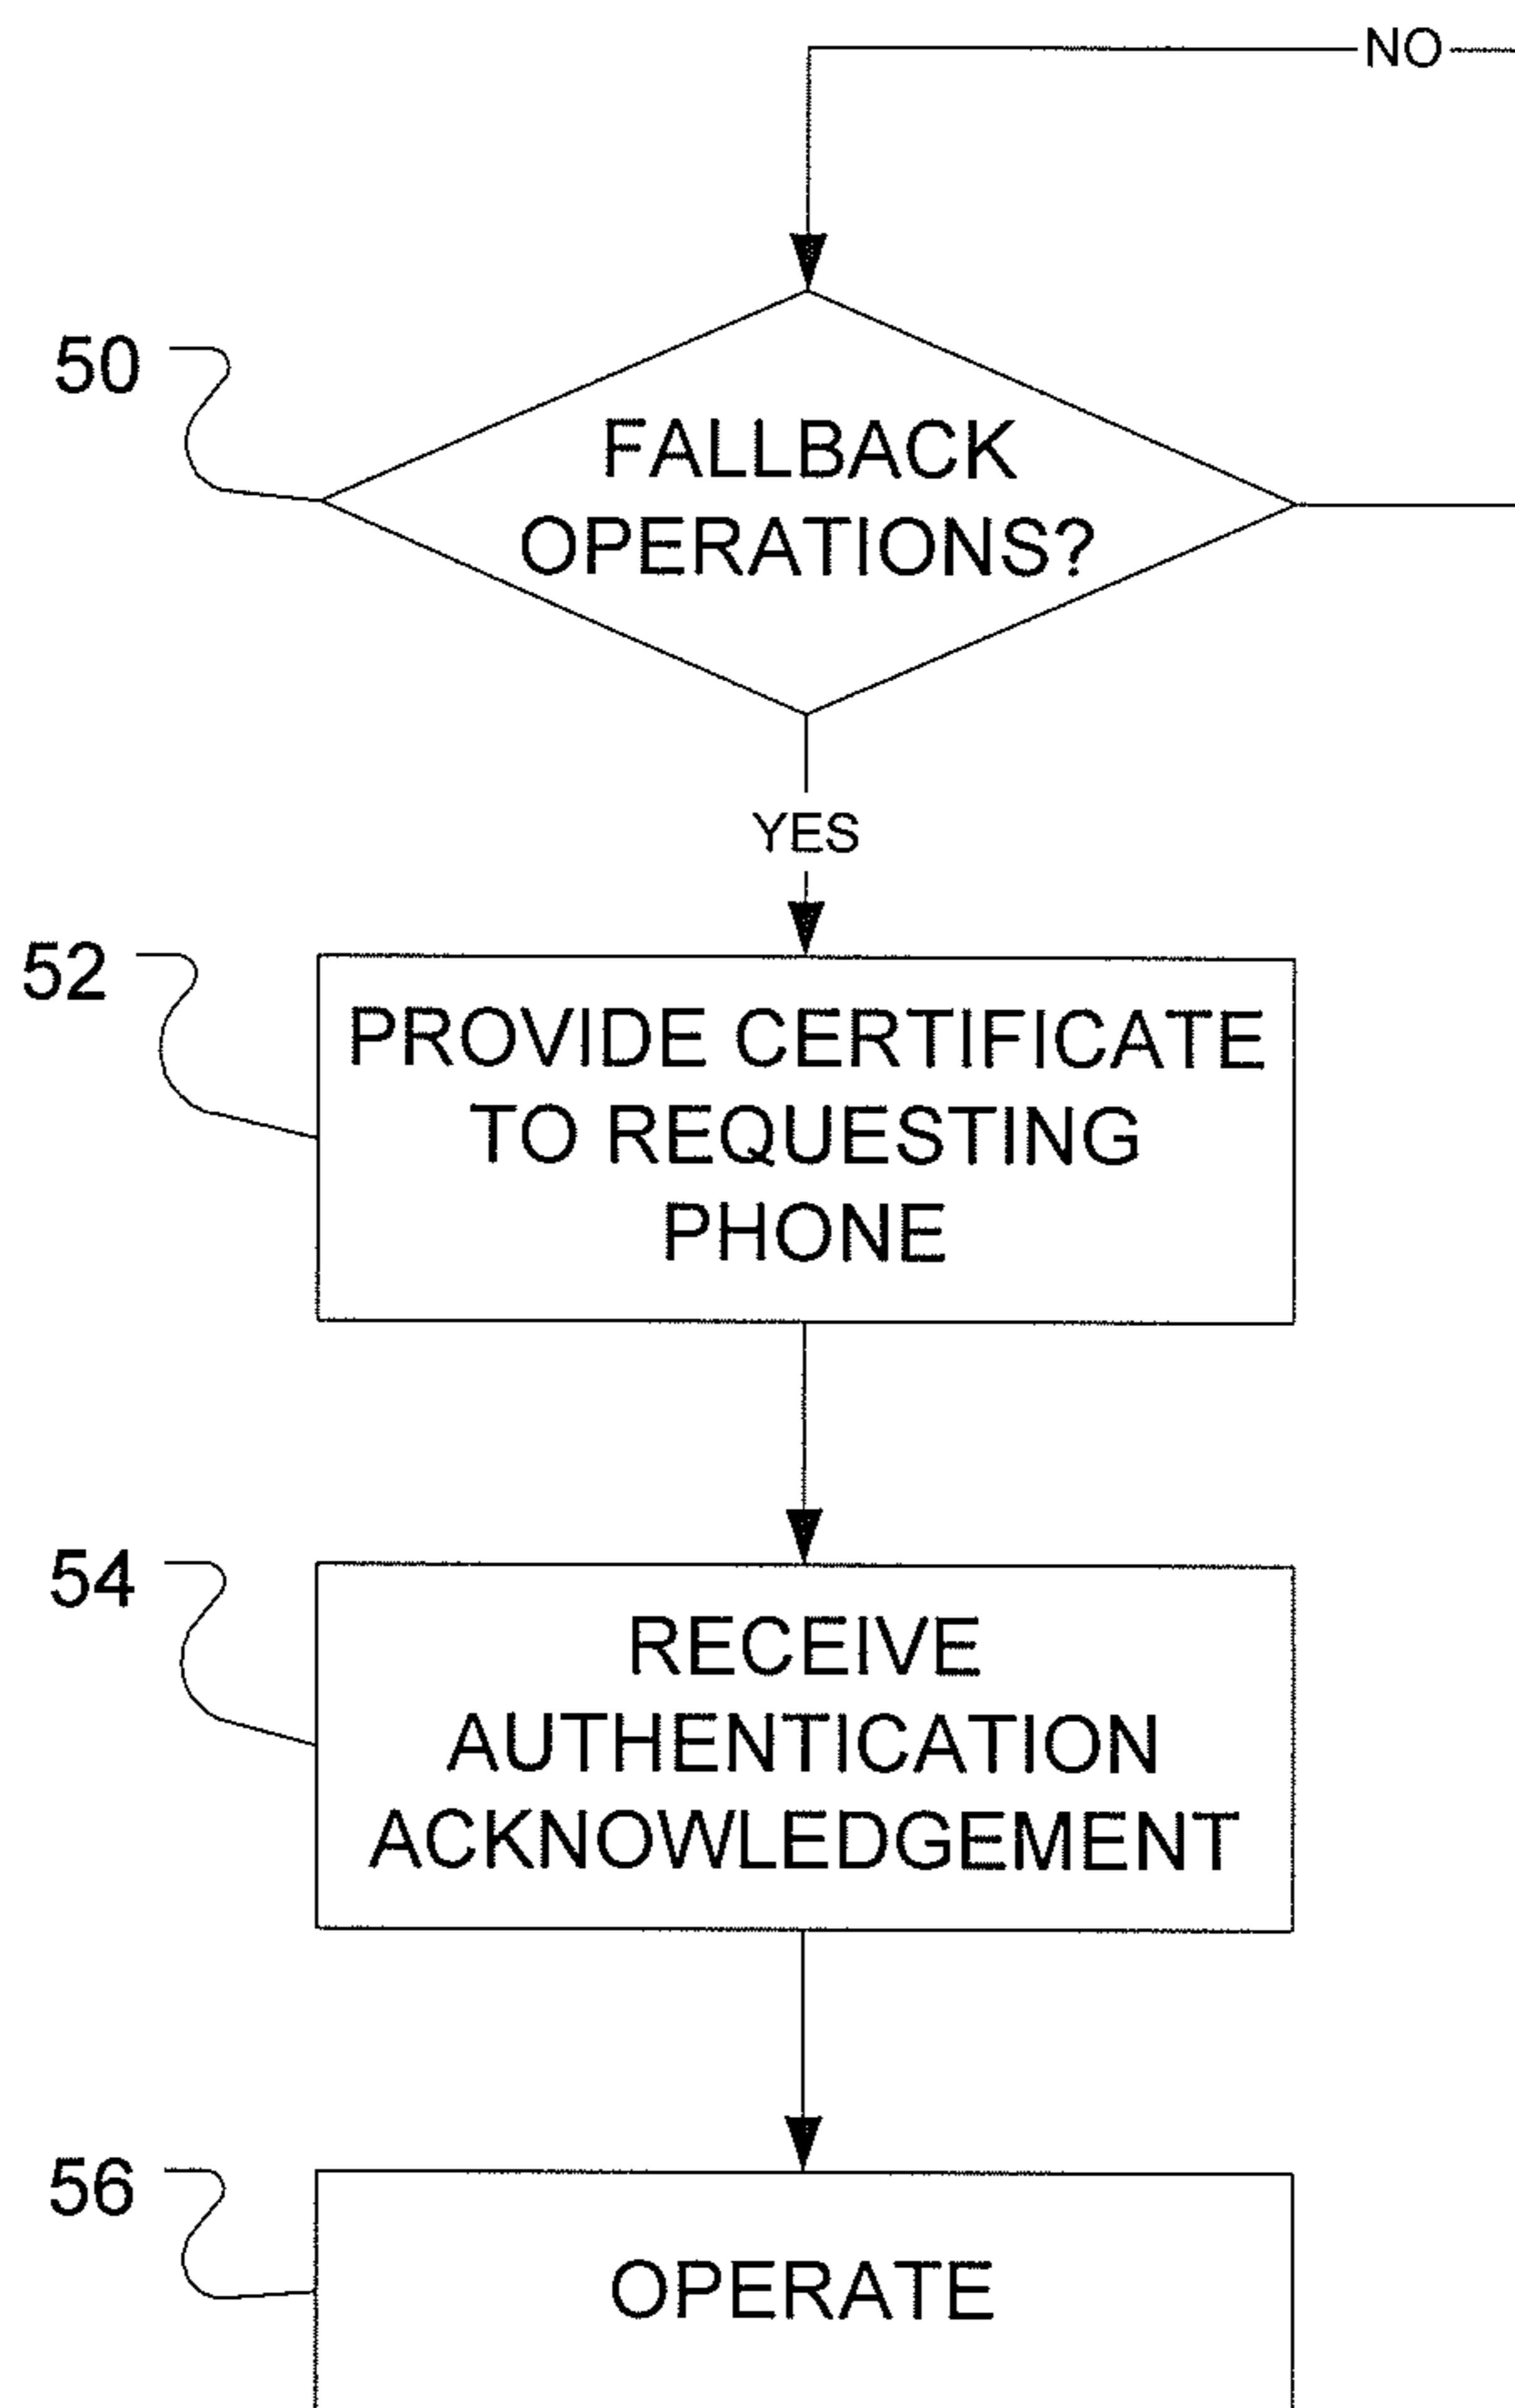 NO
50
FALLBACK
OPERATIONS?
YES
52
PROVIDE CERTIFICATE
TO REQUESTING
PHONE
54
RECEIVE
AUTHENTICATION
ACKNOWLEDGEMENT
56
OPERATE